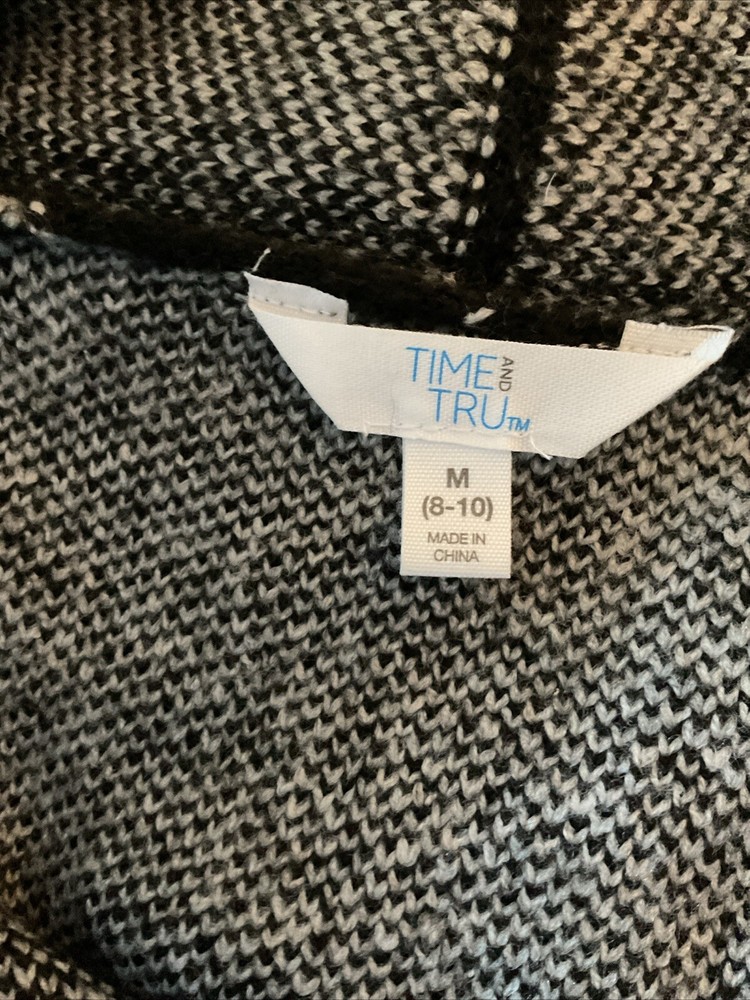 TIME AND
TRU™
M
(8-10)
MADE IN
CHINA